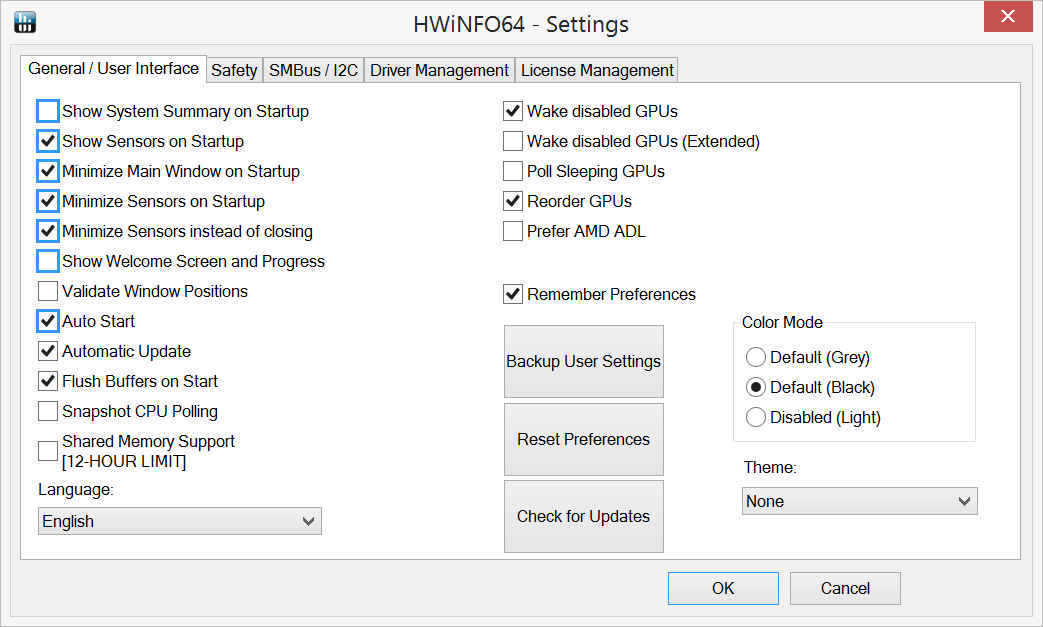 HWiNFO64 - Settings
General / User Interface
Safety
SMBus / I2C
Driver Management
License Management
Show System Summary on Startup
Show Sensors on Startup
Minimize Main Window on Startup
Minimize Sensors on Startup
Minimize Sensors instead of closing
Show Welcome Screen and Progress
Validate Window Positions
Auto Start
Automatic Update
Flush Buffers on Start
Snapshot CPU Polling
Shared Memory Support
[12-HOUR LIMIT]
Language:
English
Wake disabled GPUs
Wake disabled GPUs (Extended)
Poll Sleeping GPUs
Reorder GPUs
Prefer AMD ADL
Remember Preferences
Backup User Settings
Reset Preferences
Check for Updates
Color Mode
Default (Grey)
Default (Black)
Disabled (Light)
Theme:
None
OK
Cancel